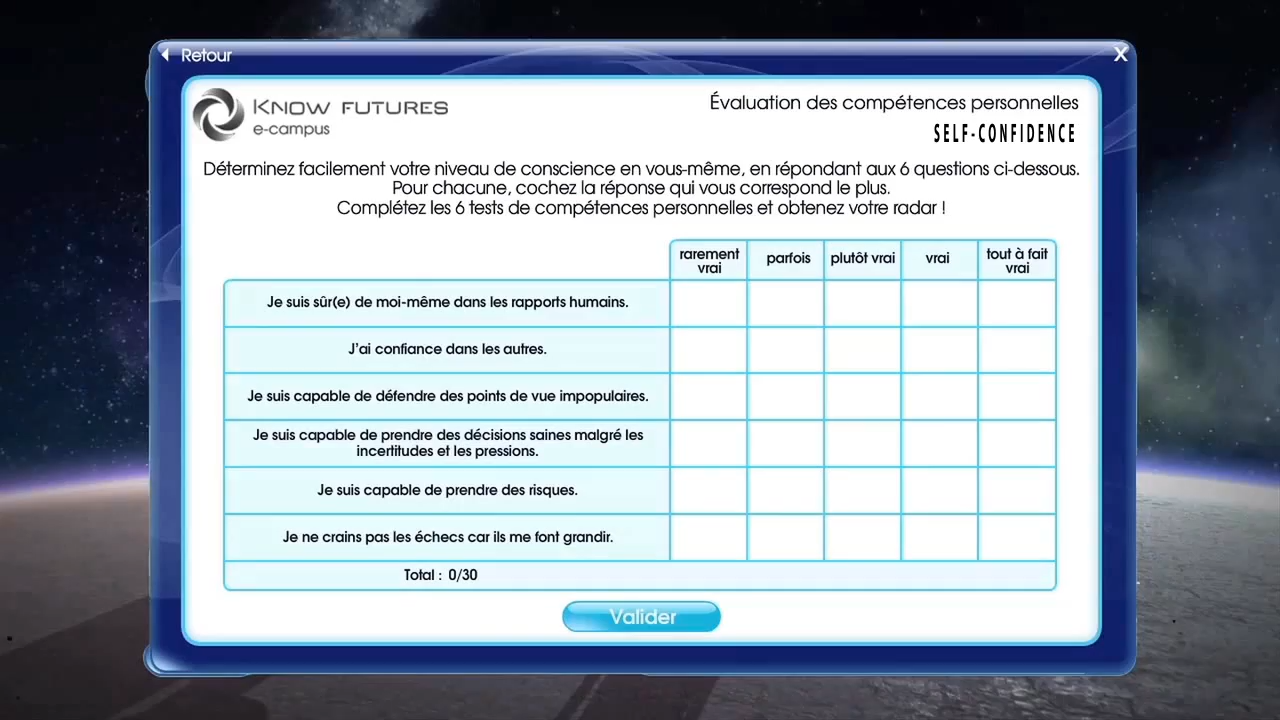 Retour
X
KNOW FUTURES
e-campus
Évaluation des compétences personnelles
SELF-CONFIDENCE
Déterminez facilement votre niveau de conscience en vous-même, en répondant aux 6 questions ci-dessous.
Pour chacune, cochez la réponse qui vous correspond le plus.
Complétez les 6 tests de compétences personnelles et obtenez votre radar !
rarement vrai
parfois
plutôt vrai
vrai
tout à fait vrai
Je suis sûr(e) de moi-même dans les rapports humains.
J'ai confiance dans les autres.
Je suis capable de défendre des points de vue impopulaires.
Je suis capable de prendre des décisions saines malgré les
incertitudes et les pressions.
Je suis capable de prendre des risques.
Je ne crains pas les échecs car ils me font grandir.
Total : 0/30
Valider